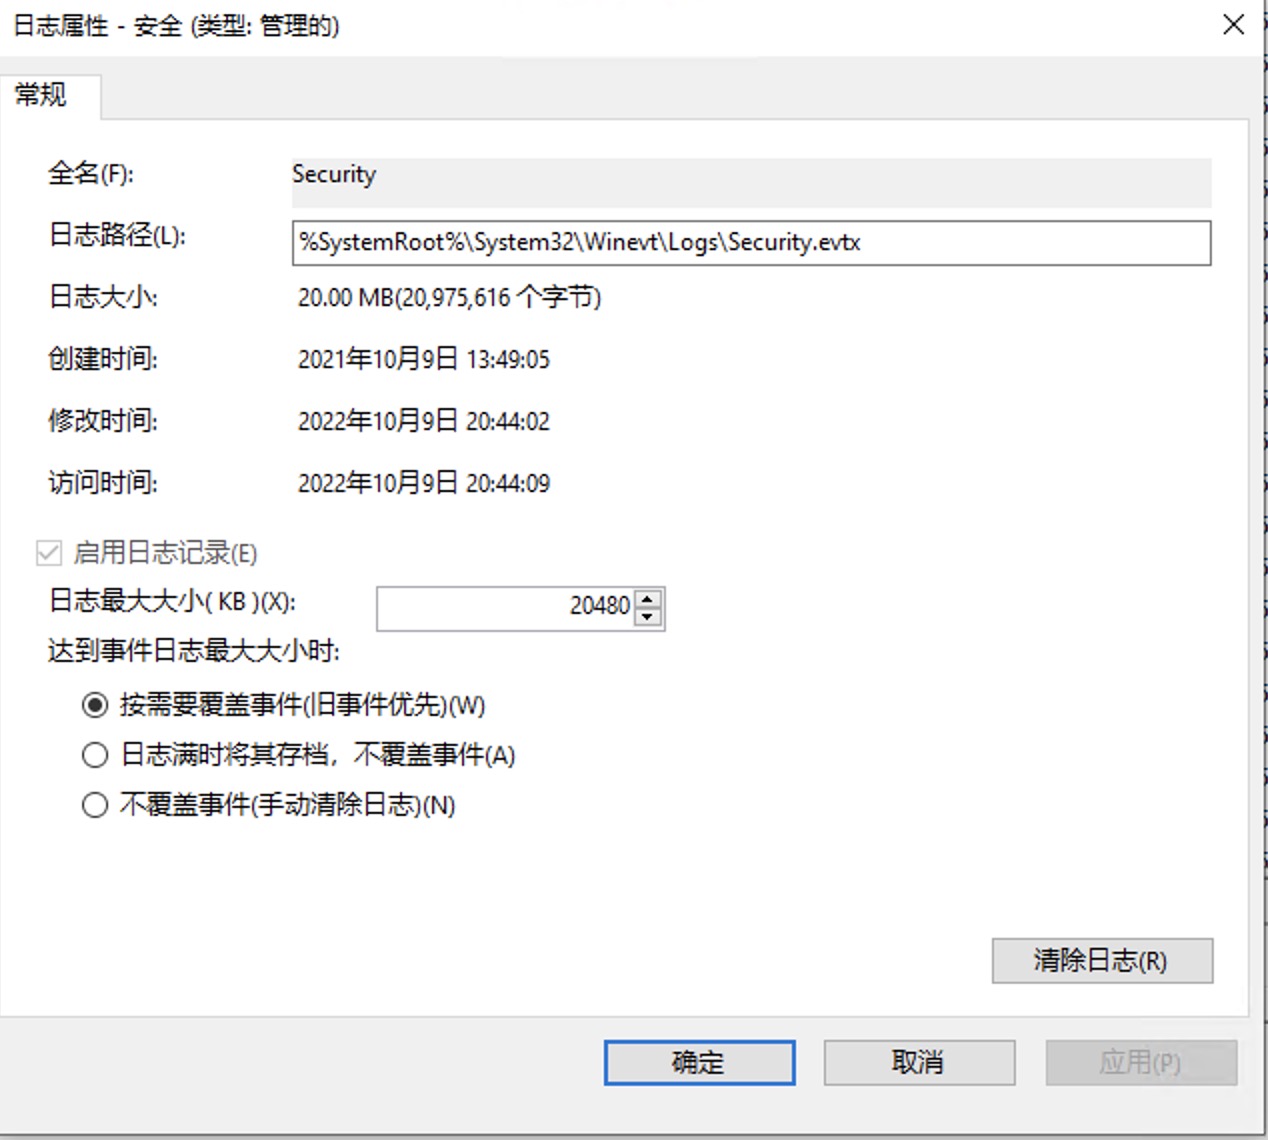 日志属性 - 安全 (类型: 管理的)
常规
全名(F): Security
日志路径(L): %SystemRoot%\System32\Winevt\Logs\Security.evtx
日志大小: 20.00 MB(20,975,616 个字节)
创建时间: 2021年10月9日 13:49:05
修改时间: 2022年10月9日 20:44:02
访问时间: 2022年10月9日 20:44:09
启用日志记录(E)
日志最大大小( KB )(X): 20480
达到事件日志最大大小时:
按需要覆盖事件(旧事件优先)(W)
日志满时将其存档，不覆盖事件(A)
不覆盖事件(手动清除日志)(N)
清除日志(R)
确定 取消 应用(P)